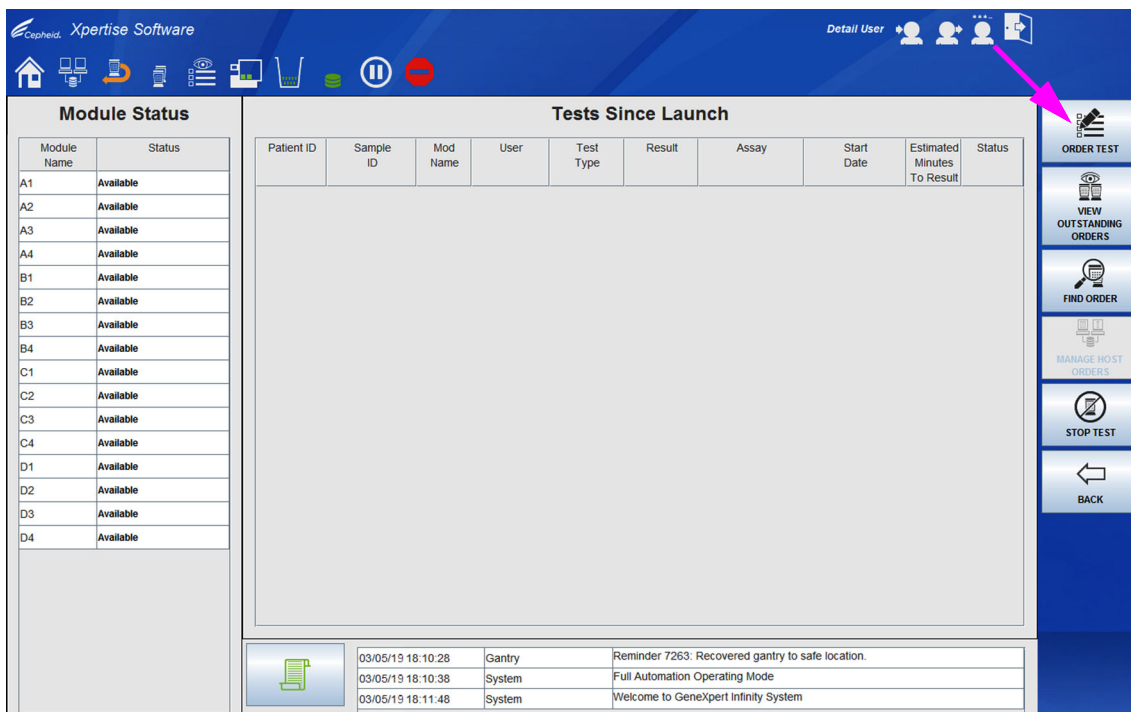 Cepheid. Xpertise Software
Detail User
Module Status
Module Name Status
A1 Available
A2 Available
A3 Available
A4 Available
B1 Available
B2 Available
B3 Available
B4 Available
C1 Available
C2 Available
C3 Available
C4 Available
D1 Available
D2 Available
D3 Available
D4 Available
Tests Since Launch
Patient ID Sample ID Mod Name User Test Type Result Assay Start Date Estimated Minutes To Result Status
03/05/19 18:10:28 Gantry Reminder 7263: Recovered gantry to safe location.
03/05/19 18:10:38 System Full Automation Operating Mode
03/05/19 18:11:48 System Welcome to GeneXpert Infinity System
ORDER TEST
VIEW
OUTSTANDING
ORDERS
FIND ORDER
MANAGE HOST
ORDERS
STOP TEST
BACK